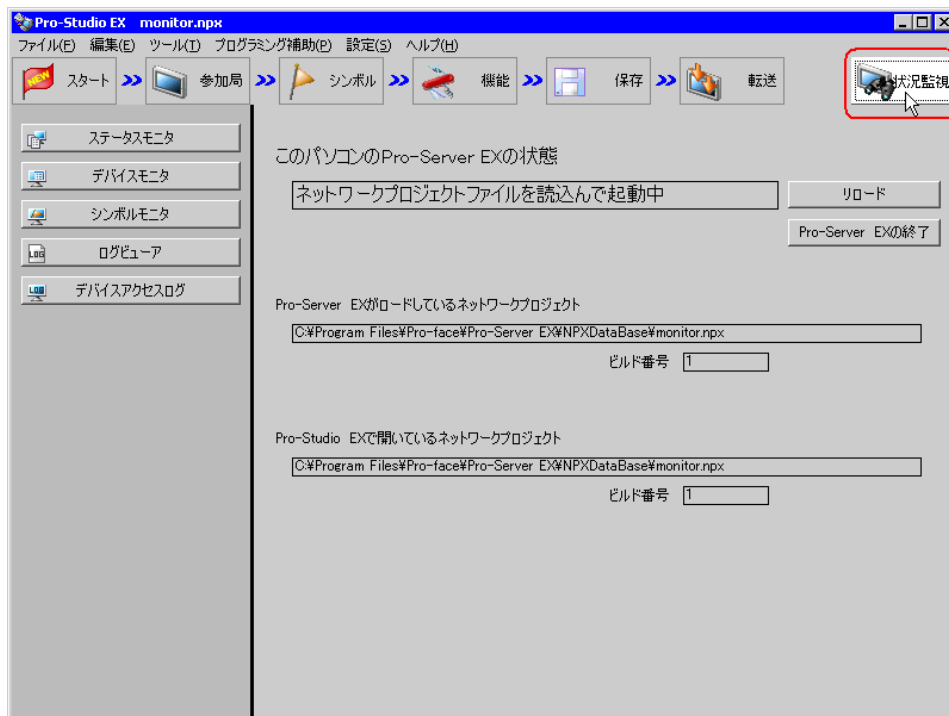 Pro-Studio EX monitor.npx
ファイル(F) 編集(E) ツール(T) プログラミング補助(P) 設定(S) ヘルプ(H)
NEW スタート 参加局 シンボル 機能 保存 転送 状況監視
ステータスモニタ
デバイスモニタ
シンボルモニタ
LOG ログビューア
LOG デバイスアクセスログ
このパソコンのPro-Server EXの状態
ネットワークプロジェクトファイルを読込んで起動中
リロード
Pro-Server EXの終了
Pro-Server EXがロードしているネットワークプロジェクト
C:¥Program Files¥Pro-face¥Pro-Server EX¥NPXDataBase¥monitor.npx
ビルド番号 1
Pro-Studio EXで開いているネットワークプロジェクト
C:¥Program Files¥Pro-face¥Pro-Server EX¥NPXDataBase¥monitor.npx
ビルド番号 1